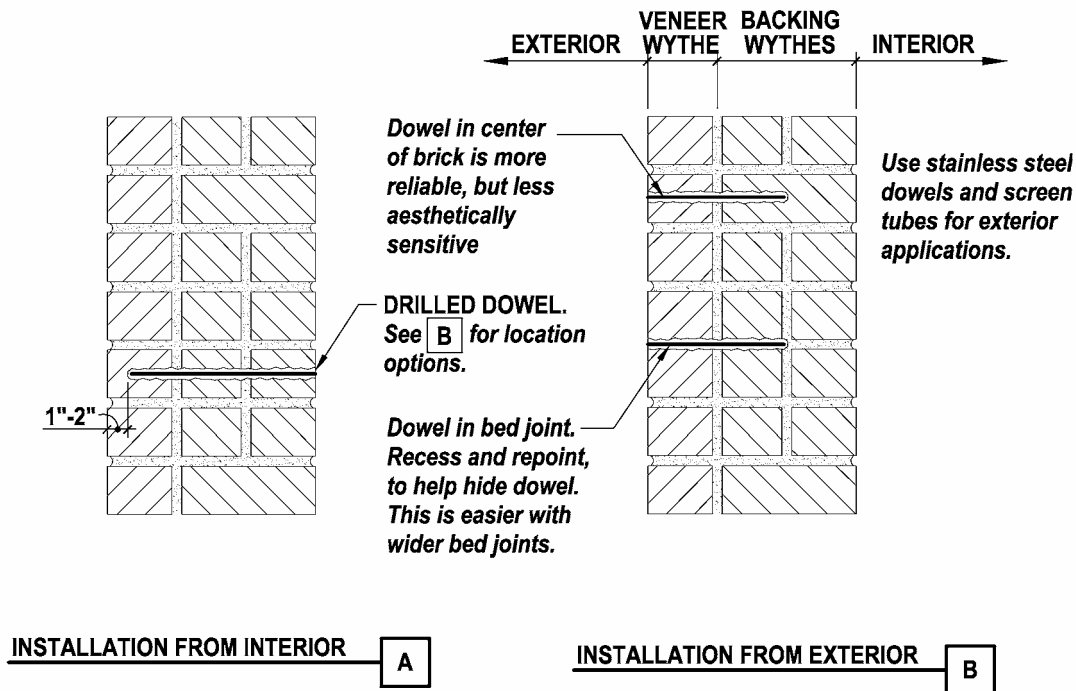 VENEER BACKING
EXTERIOR WYTHE WYTHES INTERIOR
Dowel in center
of brick is more
reliable, but less
aesthetically
sensitive
Use stainless steel
dowels and screen
tubes for exterior
applications.
DRILLED DOWEL.
See B for location
options.
1"-2"
Dowel in bed joint.
Recess and repoint,
to help hide dowel.
This is easier with
wider bed joints.
INSTALLATION FROM INTERIOR A
INSTALLATION FROM EXTERIOR B